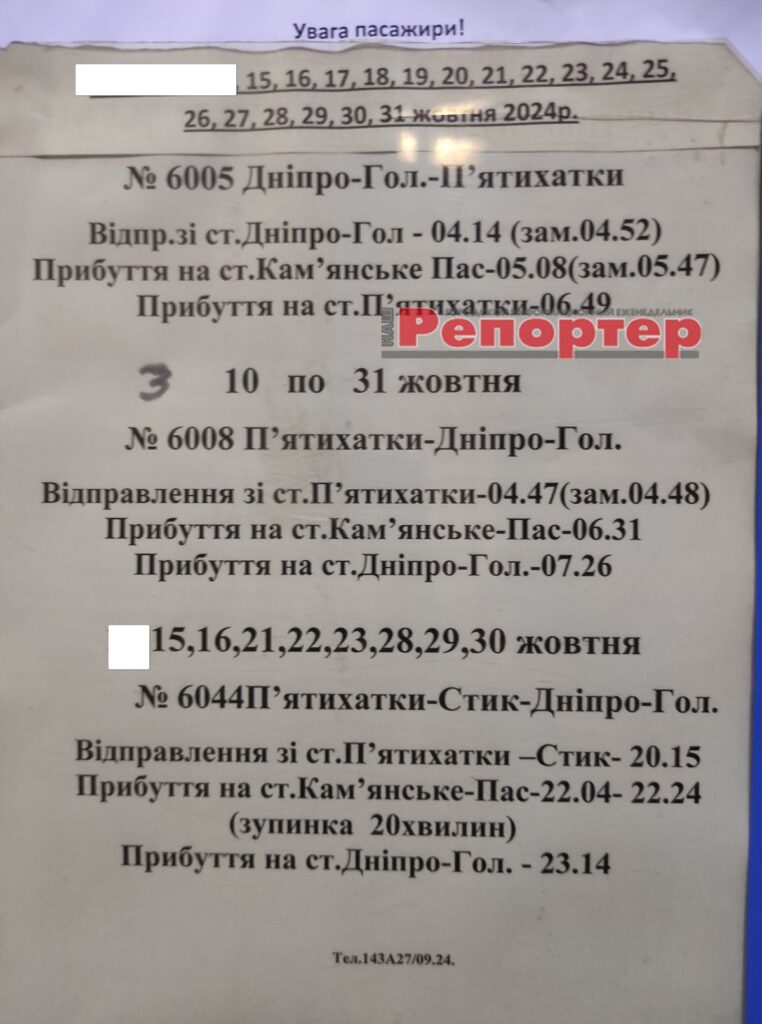 Увага пасажири!
, 15, 16, 17, 18, 19, 20, 21, 22, 23, 24, 25,
26, 27, 28, 29, 30, 31 жовтня 2024р.
№ 6005 Дніпро-Гол.-П’ятихатки
Відпр.зі ст.Дніпро-Гол - 04.14 (зам.04.52)
Прибуття на ст.Кам’янське Пас-05.08(зам.05.47)
Прибуття на ст.П’ятихатки-06.49
НАШ Репортер ЕЖЕНЕДЕЛЬНИК
З 10 по 31 жовтня
№ 6008 П’ятихатки-Дніпро-Гол.
Відправлення зі ст.П’ятихатки-04.47(зам.04.48)
Прибуття на ст.Кам’янське-Пас-06.31
Прибуття на ст.Дніпро-Гол.-07.26
15,16,21,22,23,28,29,30 жовтня
№ 6044П’ятихатки-Стик-Дніпро-Гол.
Відправлення зі ст.П’ятихатки –Стик- 20.15
Прибуття на ст.Кам’янське-Пас-22.04- 22.24
(зупинка 20хвилин)
Прибуття на ст.Дніпро-Гол. - 23.14
Тел.143А27/09.24.